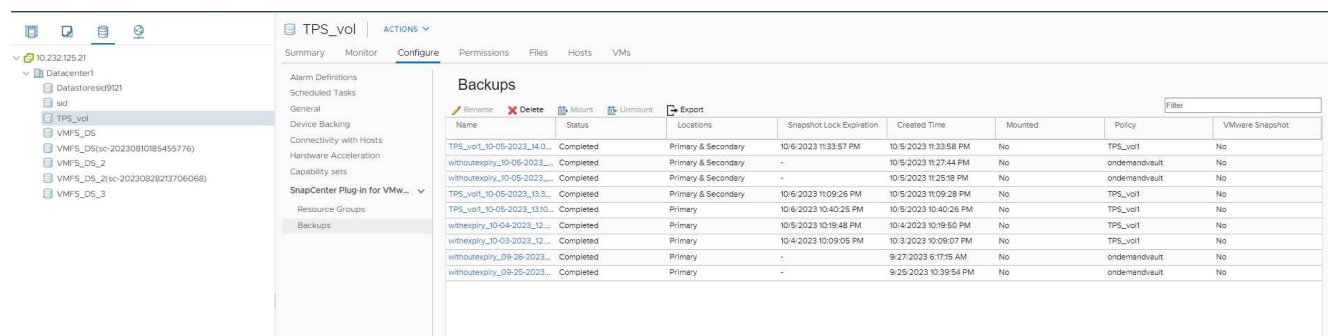 TPS_vol ACTIONS
Summary Monitor Configure Permissions Files Hosts VMs
10.232.125.21
Datacenter1
Datastoresid9121
sid
TPS_vol
VMFS_DS
VMFS_DS(sc-20230810185455776)
VMFS_DS_2
VMFS_DS_2(sc-20230828213706068)
VMFS_DS_3
Alarm Definitions
Scheduled Tasks
General
Device Backing
Connectivity with Hosts
Hardware Acceleration
Capability sets
SnapCenter Plug-in for VMw...
Resource Groups
Backups
Backups
Rename Delete Mount Unmount Export Filter
Name Status Locations Snapshot Lock Expiration Created Time Mounted Policy VMware Snapshot
TPS_vol1_10-05-2023_14.0... Completed Primary & Secondary 10/6/2023 11:33:57 PM 10/5/2023 11:33:58 PM No TPS_vol1 No
withoutexpiry_10-05-2023_... Completed Primary & Secondary - 10/5/2023 11:27:44 PM No ondemandvault No
withoutexpiry_10-05-2023_... Completed Primary & Secondary - 10/5/2023 11:25:18 PM No ondemandvault No
TPS_vol1_10-05-2023_13.3... Completed Primary & Secondary 10/6/2023 11:09:26 PM 10/5/2023 11:09:28 PM No TPS_vol1 No
TPS_vol1_10-05-2023_13.10... Completed Primary 10/6/2023 10:40:25 PM 10/5/2023 10:40:26 PM No TPS_vol1 No
withexpiry_10-04-2023_12.... Completed Primary 10/5/2023 10:19:48 PM 10/4/2023 10:19:50 PM No TPS_vol1 No
withexpiry_10-03-2023_12.... Completed Primary 10/4/2023 10:09:05 PM 10/3/2023 10:09:07 PM No TPS_vol1 No
withoutexpiry_09-26-2023... Completed Primary - 9/27/2023 6:17:15 AM No ondemandvault No
withoutexpiry_09-25-2023... Completed Primary - 9/25/2023 10:39:54 PM No ondemandvault No